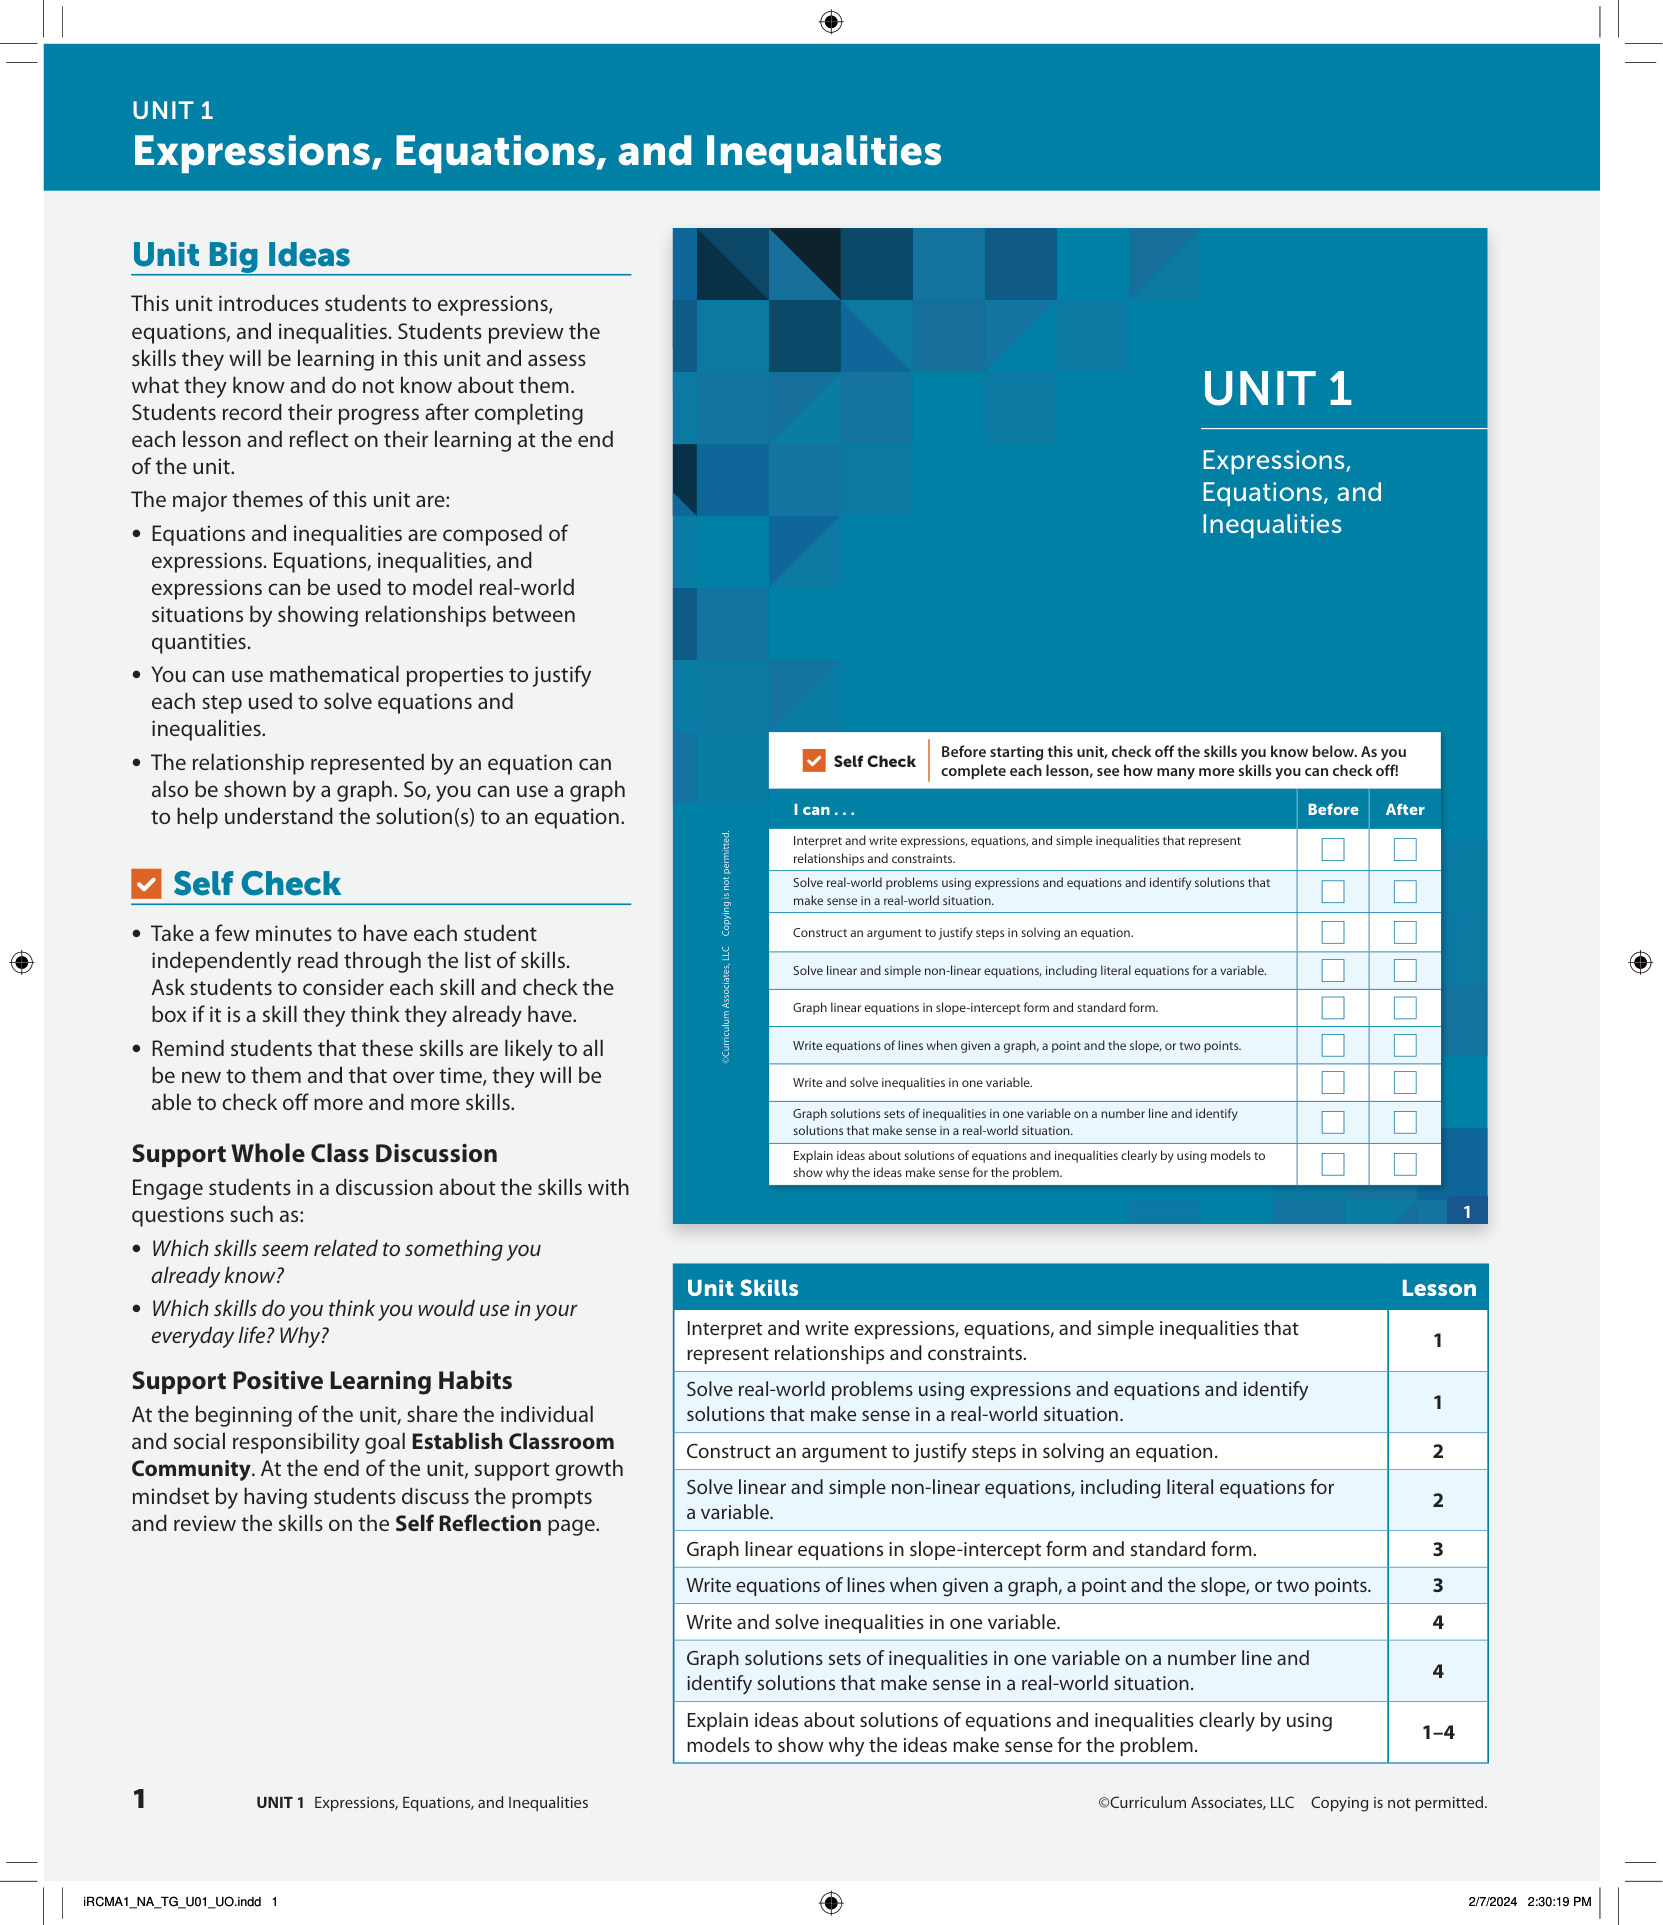 UNIT 1
Expressions, Equations, and Inequalities
Unit Big Ideas
This unit introduces students to expressions,
equations, and inequalities. Students preview the
skills they will be learning in this unit and assess
what they know and do not know about them.
Students record their progress after completing
each lesson and reflect on their learning at the end
of the unit.
The major themes of this unit are:
• Equations and inequalities are composed of
expressions. Equations, inequalities, and
expressions can be used to model real-world
situations by showing relationships between
quantities.
• You can use mathematical properties to justify
each step used to solve equations and
inequalities.
• The relationship represented by an equation can
also be shown by a graph. So, you can use a graph
to help understand the solution(s) to an equation.
Self Check
• Take a few minutes to have each student
independently read through the list of skills.
Ask students to consider each skill and check the
box if it is a skill they think they already have.
• Remind students that these skills are likely to all
be new to them and that over time, they will be
able to check off more and more skills.
Support Whole Class Discussion
Engage students in a discussion about the skills with
questions such as:
• Which skills seem related to something you
already know?
• Which skills do you think you would use in your
everyday life? Why?
Support Positive Learning Habits
At the beginning of the unit, share the individual
and social responsibility goal Establish Classroom
Community. At the end of the unit, support growth
mindset by having students discuss the prompts
and review the skills on the Self Reflection page.
UNIT 1
Expressions,
Equations, and
Inequalities
Self Check
Before starting this unit, check off the skills you know below. As you
complete each lesson, see how many more skills you can check off!
I can . . . Before After
Interpret and write expressions, equations, and simple inequalities that represent
relationships and constraints.
Solve real-world problems using expressions and equations and identify solutions that
make sense in a real-world situation.
Construct an argument to justify steps in solving an equation.
Solve linear and simple non-linear equations, including literal equations for a variable.
Graph linear equations in slope-intercept form and standard form.
Write equations of lines when given a graph, a point and the slope, or two points.
Write and solve inequalities in one variable.
Graph solutions sets of inequalities in one variable on a number line and identify
solutions that make sense in a real-world situation.
Explain ideas about solutions of equations and inequalities clearly by using models to
show why the ideas make sense for the problem.
©Curriculum Associates, LLC Copying is not permitted.
1
Unit Skills Lesson
Interpret and write expressions, equations, and simple inequalities that
represent relationships and constraints.
1
Solve real-world problems using expressions and equations and identify
solutions that make sense in a real-world situation.
1
Construct an argument to justify steps in solving an equation. 2
Solve linear and simple non-linear equations, including literal equations for
a variable.
2
Graph linear equations in slope-intercept form and standard form. 3
Write equations of lines when given a graph, a point and the slope, or two points. 3
Write and solve inequalities in one variable. 4
Graph solutions sets of inequalities in one variable on a number line and
identify solutions that make sense in a real-world situation.
4
Explain ideas about solutions of equations and inequalities clearly by using
models to show why the ideas make sense for the problem.
1–4
1 UNIT 1 Expressions, Equations, and Inequalities ©Curriculum Associates, LLC Copying is not permitted.
iRCMA1_NA_TG_U01_UO.indd 1 2/7/2024 2:30:19 PM